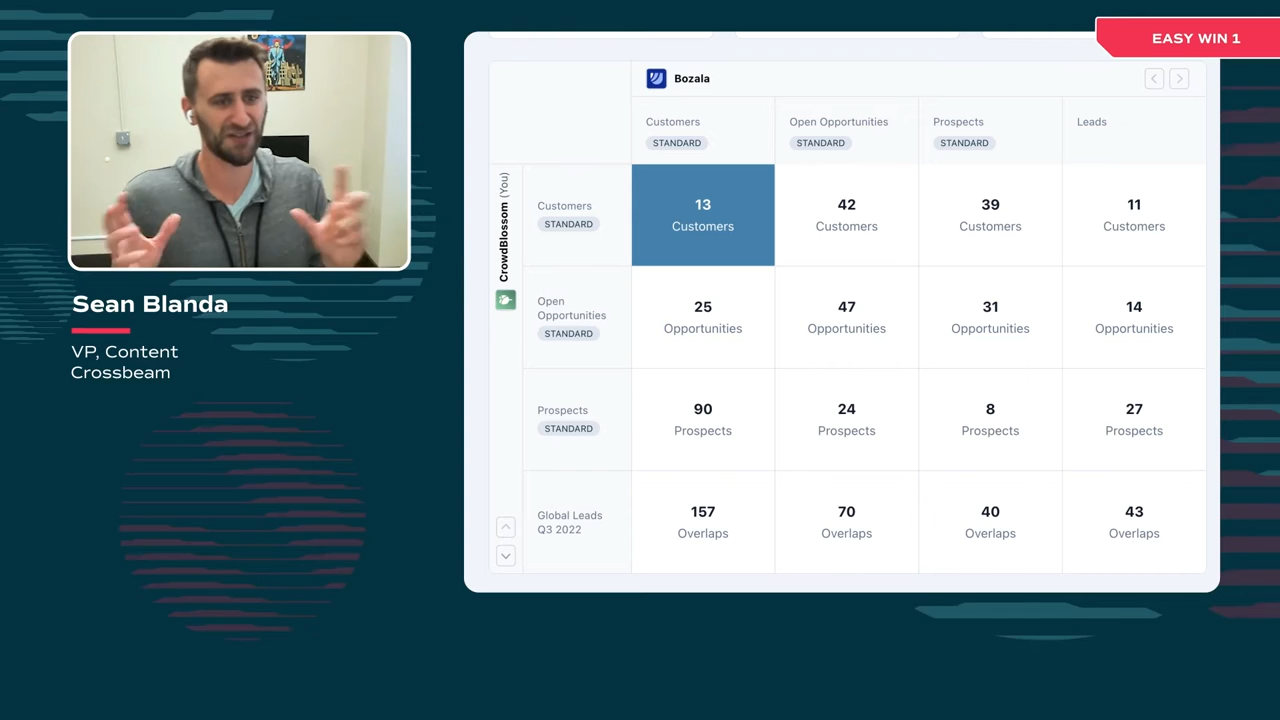 EASY WIN 1
Bozala
Customers
STANDARD
Open Opportunities
STANDARD
Prospects
STANDARD
Leads
CrowdBlossom (You)
Customers
STANDARD
13
Customers
42
Customers
39
Customers
11
Customers
Open
Opportunities
STANDARD
25
Opportunities
47
Opportunities
31
Opportunities
14
Opportunities
Prospects
STANDARD
90
Prospects
24
Prospects
8
Prospects
27
Prospects
Global Leads
Q3 2022
157
Overlaps
70
Overlaps
40
Overlaps
43
Overlaps
Sean Blanda
VP, Content
Crossbeam